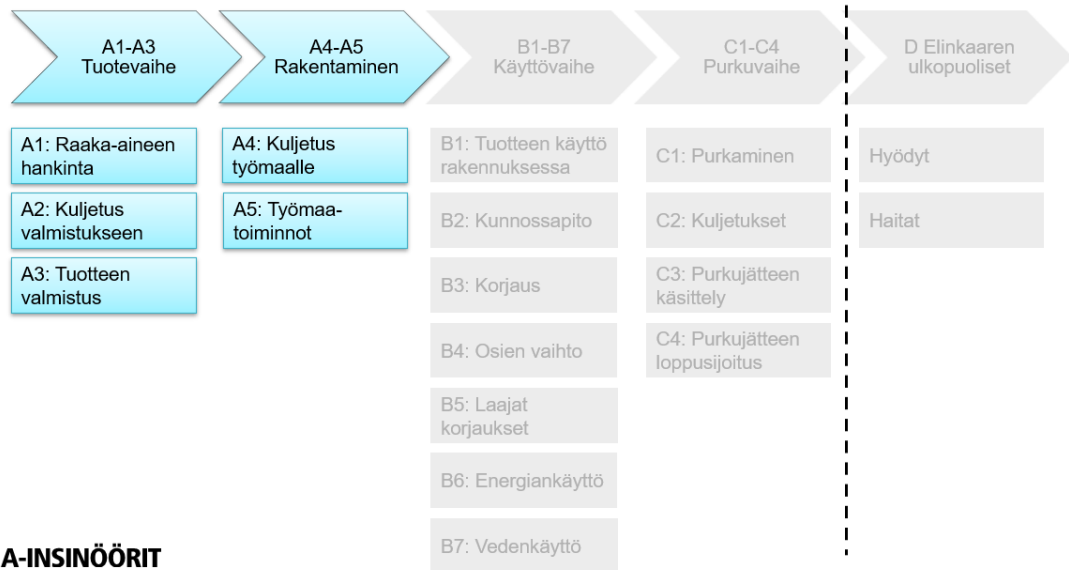 A1-A3
Tuotevaihe
A4-A5
Rakentaminen
B1-B7
Käyttövaihe
C1-C4
Purkuvaihe
D Elinkaaren
ulkopuoliset
A1: Raaka-aineen
hankinta
A2: Kuljetus
valmistukseen
A3: Tuotteen
valmistus
A4: Kuljetus
työmaalle
A5: Työmaa-
toiminnot
B1: Tuotteen käyttö
rakennuksessa
B2: Kunnossapito
B3: Korjaus
B4: Osien vaihto
B5: Laajat
korjaukset
B6: Energiankäyttö
B7: Vedenkäyttö
C1: Purkaminen
C2: Kuljetukset
C3: Purkujätteen
käsittely
C4: Purkujätteen
loppusijoitus
Hyödyt
Haitat
A-INSINÖÖRIT